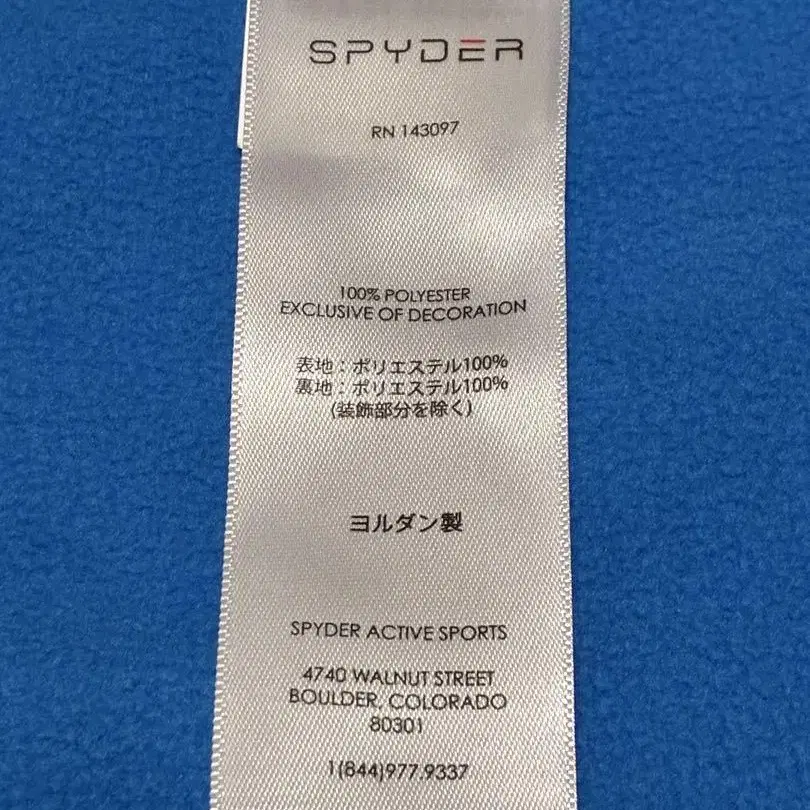 SPYDER
RN 143097
100% POLYESTER
EXCLUSIVE OF DECORATION
表地：ポリエステル100%
裏地：ポリエステル100%
(装飾部分を除く)
ヨルダン製
SPYDER ACTIVE SPORTS
4740 WALNUT STREET
BOULDER, COLORADO
80301
1(844)977.9337